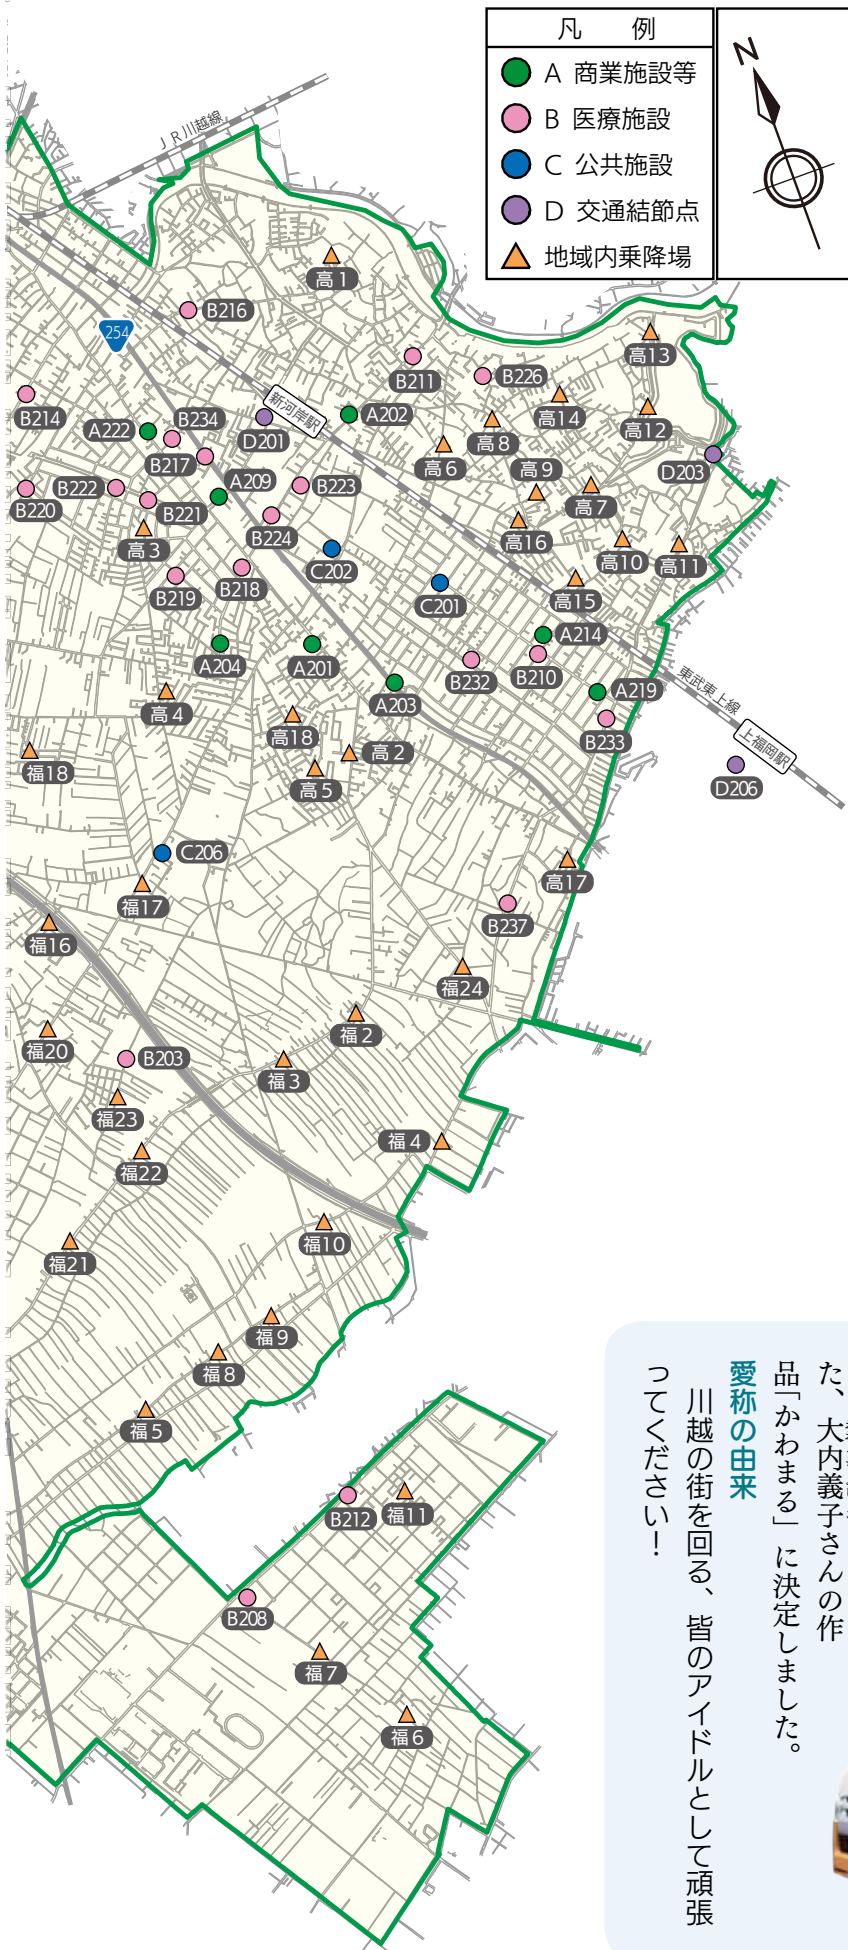 凡 例
A 商業施設等
B 医療施設
C 公共施設
D 交通結節点
地域内乗降場
N
JR川越線
高1
B216
254
高13
B211
B226
B214
新河岸駅
A202
高14
高12
A222
B234
D201
高8
B217
高6
D203
A209
高9
B222
B223
高7
B220
B221
B224
高16
高3
C202
高10
高11
B219
B218
C201
高15
A214
A204
A201
B232
B210
東武東上線
高4
A203
A219
高18
B233
高2
上福岡駅
福18
高5
D206
C206
高17
福17
B237
福16
福24
福2
福20
B203
福3
福23
福4
福22
福10
福21
福9
福8
福5
B212
福11
B208
福7
福6
た、
大内義子さんの作
品「かわまる」に決定しました。
愛称の由来
川越の街を回る、皆のアイドルとして頑張
ってください！